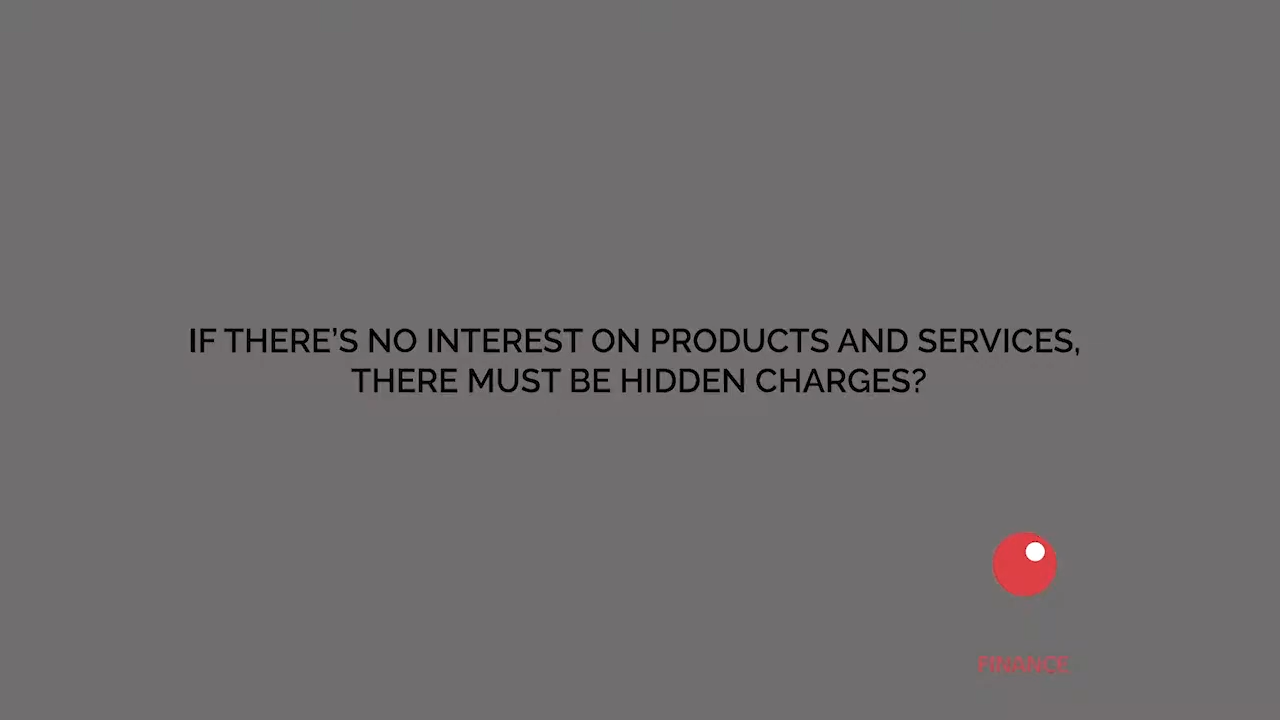 IF THERE’S NO INTEREST ON PRODUCTS AND SERVICES,
THERE MUST BE HIDDEN CHARGES?
FINANCE